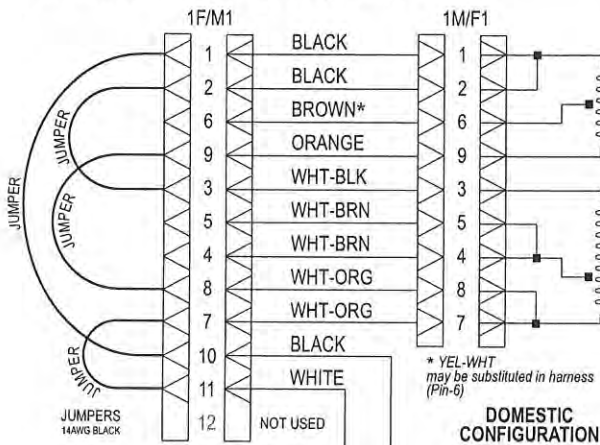 1F/M1 1M/F1
1 BLACK 1
2 BLACK 2
6 BROWN* 6
9 ORANGE 9
3 WHT-BLK 3
5 WHT-BRN 5
4 WHT-BRN 4
8 WHT-ORG 8
7 WHT-ORG 7
10 BLACK
11 WHITE
12 NOT USED
JUMPER
JUMPER
JUMPER
JUMPER
JUMPERS
14AWG BLACK
* YEL-WHT
may be substituted in harness
(Pin-6)
DOMESTIC
CONFIGURATION